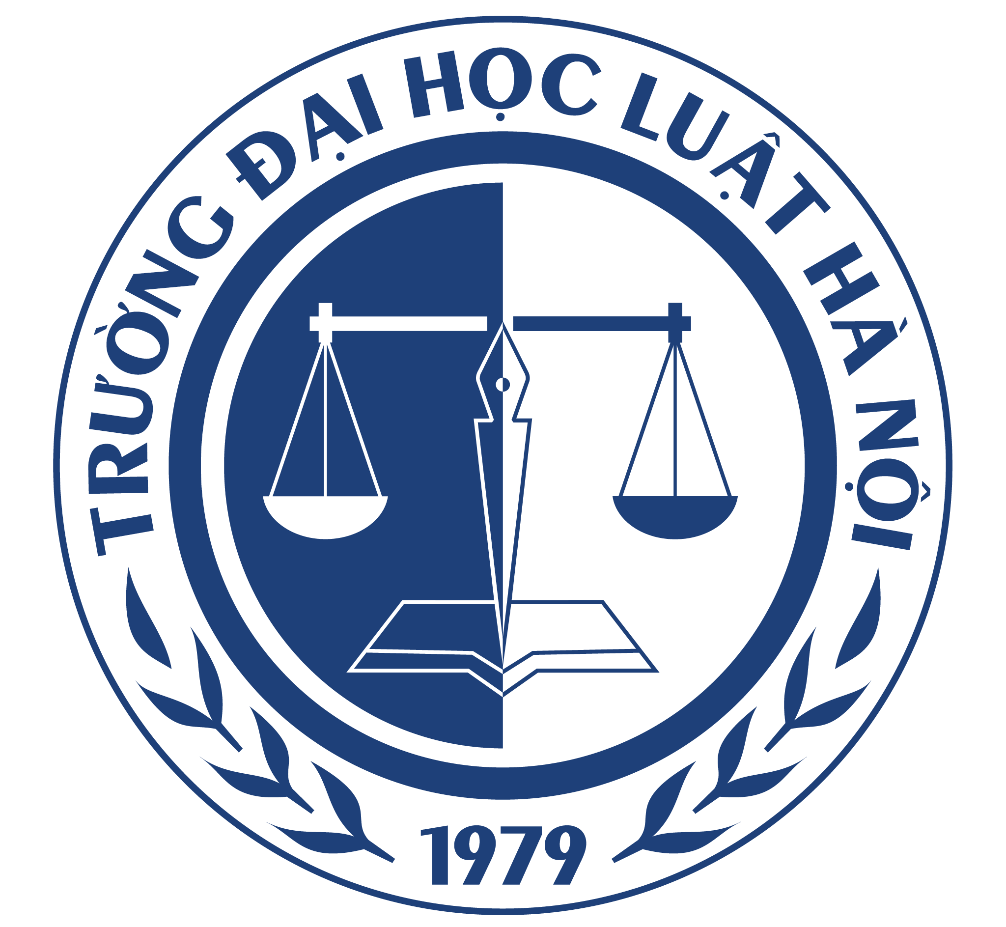 TRƯỜNG ĐẠI HỌC LUẬT HÀ NỘI
1979